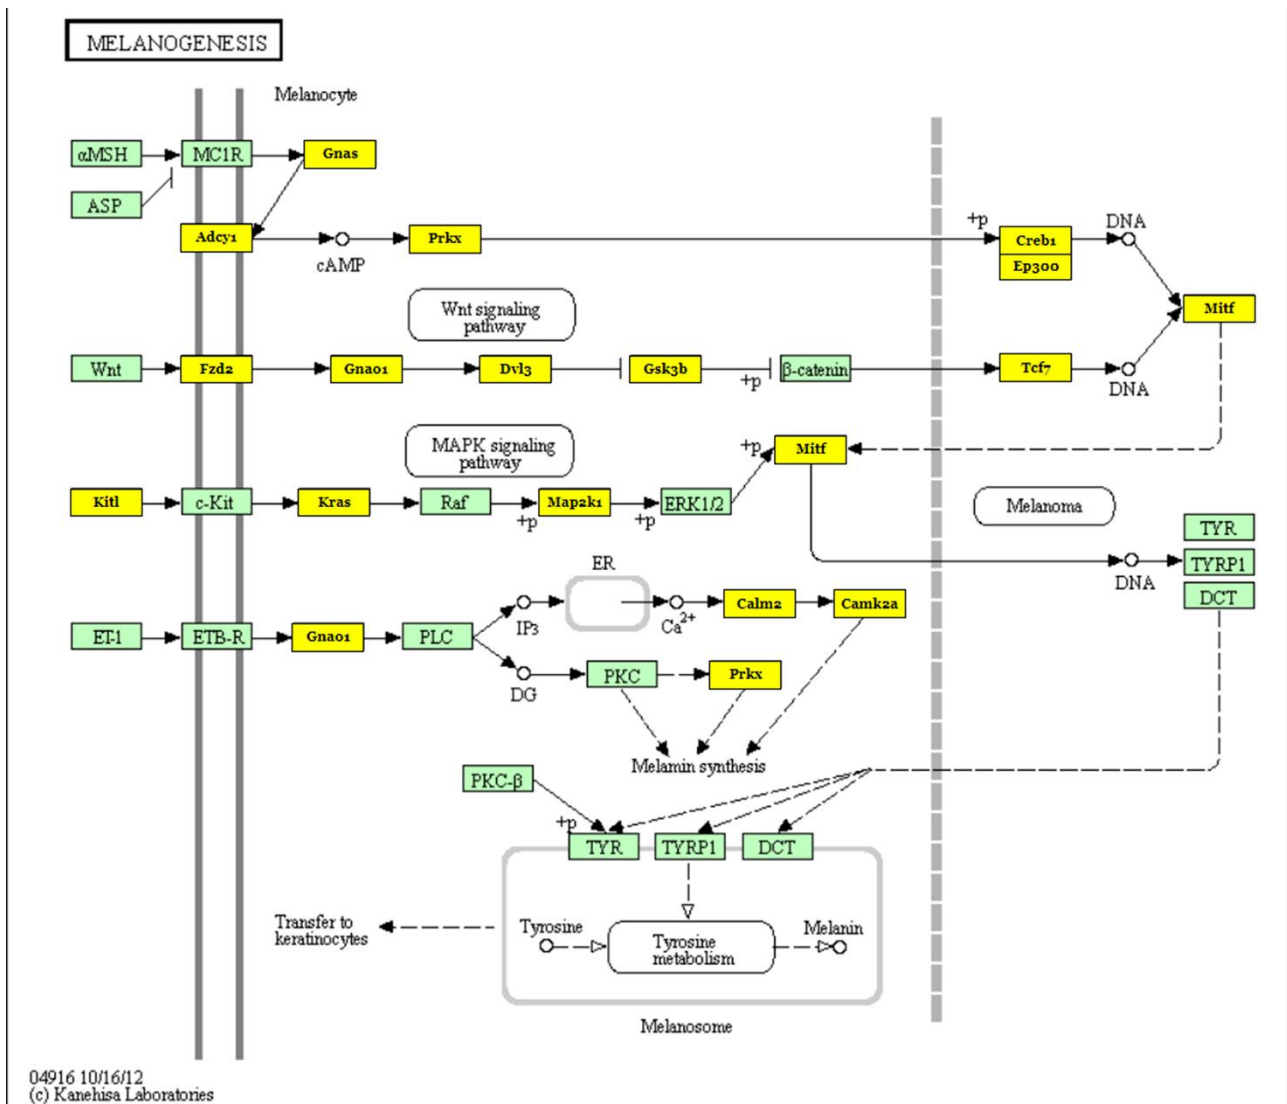 MELANOGENESIS
Melanocyte
αMSH
MC1R
Gnas
ASP
Adcy1
cAMP
Prkx
+p
Creb1
Ep300
DNA
Mitf
Wnt signaling
pathway
Wnt
Fzd2
Gnao1
Dvl3
Gsk3b
+p
β-catenin
Tcf7
DNA
MAPK signaling
pathway
+p
Mitf
Kitl
c-Kit
Kras
Raf
+p
Map2k1
+p
ERK1/2
Melanoma
TYR
TYRP1
DCT
DNA
ER
IP3
Ca2+
Calm2
Camk2a
ET-1
ETB-R
Gnao1
PLC
DG
PKC
Prkx
Melamin synthesis
PKC-β
+p
TYR
TYRP1
DCT
Transfer to
keratinocytes
Tyrosine
Tyrosine
metabolism
Melanin
Melanosome
04916 10/16/12
(c) Kanehisa Laboratories